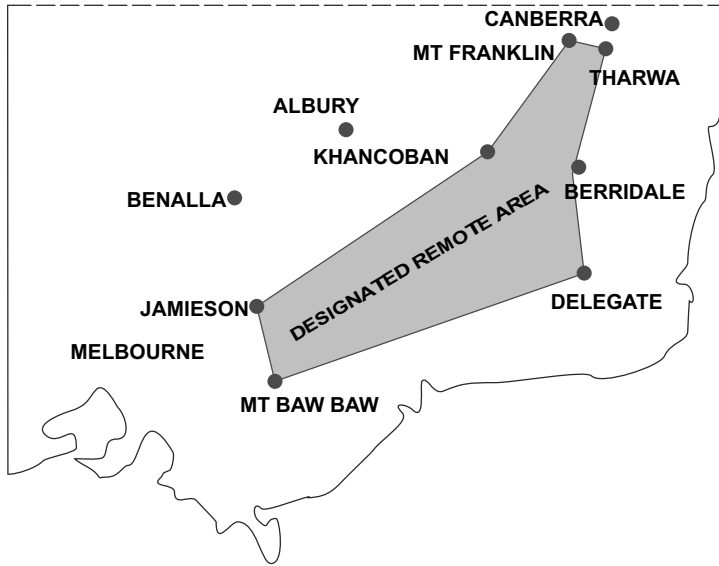 CANBERRA
MT FRANKLIN
THARWA
ALBURY
KHANCOBAN
BENALLA
BERRIDALE
DESIGNATED REMOTE AREA
DELEGATE
JAMIESON
MELBOURNE
MT BAW BAW